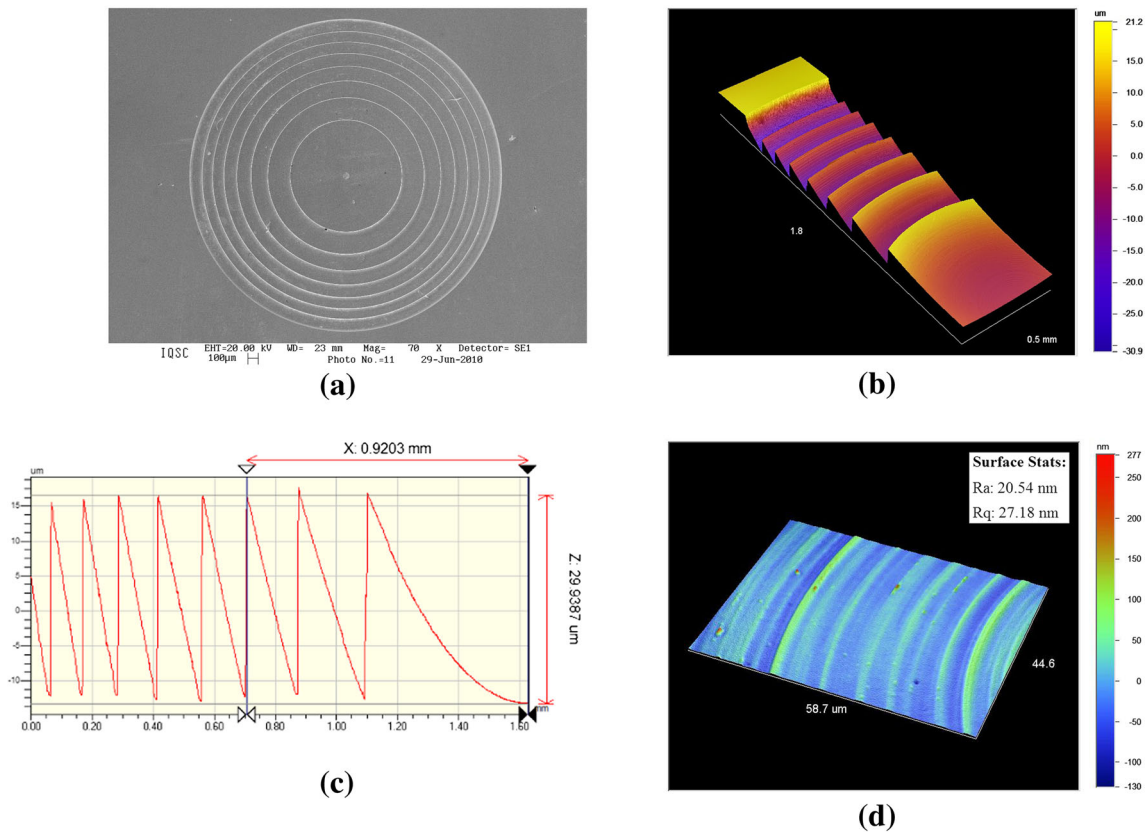 IQSC
EHT=20.00 kV WD= 23 mm Mag= 70 X Detector= SE1
100μm Photo No.=11 29-Jun-2010
(a)
um
21.2
15.0
10.0
5.0
0.0
-5.0
-10.0
-15.0
-20.0
-25.0
-30.9
1.8
0.5 mm
(b)
X: 0.9203 mm
um
15
5
0
-5
-10
0.00 0.20 0.40 0.60 0.80 1.00 1.20 1.40
Z: 29.9387 um
(c)
Surface Stats:
Ra: 20.54 nm
Rq: 27.18 nm
nm
277
200
150
100
50
0
-50
-100
-130
58.7 um
44.6
(d)